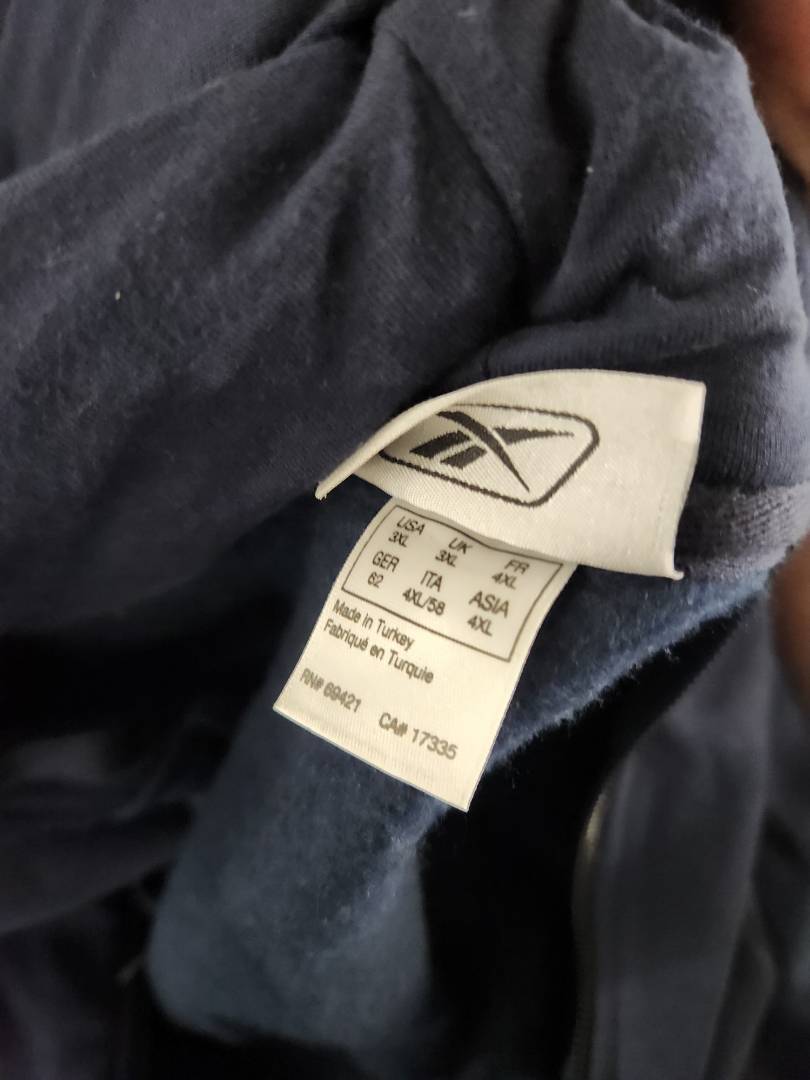 USA UK FR
3XL 3XL 4XL
GER ITA ASIA
62 4XL/58 4XL
Made in Turkey
Fabriqué en Turquie
RN# 69421 CA# 17335